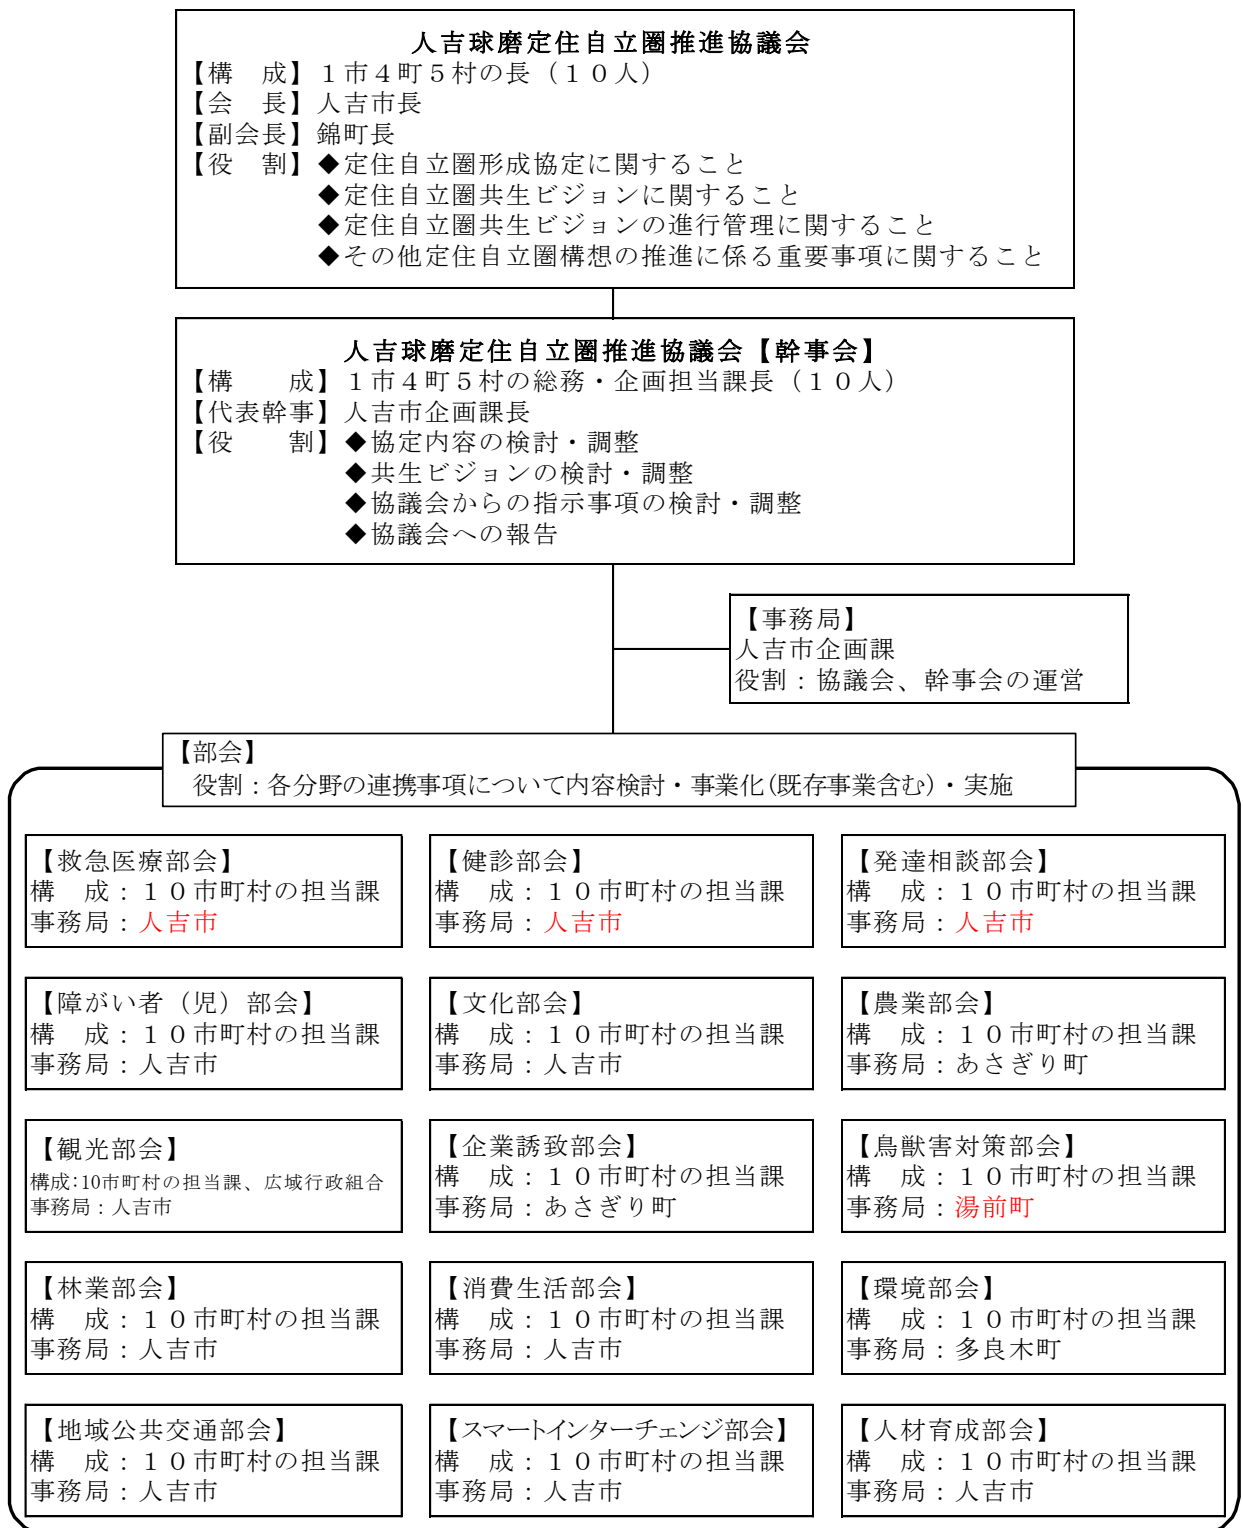 人吉球磨定住自立圏推進協議会
【構　成】１市４町５村の長（１０人）
【会　長】人吉市長
【副会長】錦町長
【役　割】◆定住自立圏形成協定に関すること
◆定住自立圏共生ビジョンに関すること
◆定住自立圏共生ビジョンの進行管理に関すること
◆その他定住自立圏構想の推進に係る重要事項に関すること
人吉球磨定住自立圏推進協議会【幹事会】
【構　　成】１市４町５村の総務・企画担当課長（１０人）
【代表幹事】人吉市企画課長
【役　　割】◆協定内容の検討・調整
◆共生ビジョンの検討・調整
◆協議会からの指示事項の検討・調整
◆協議会への報告
【事務局】
人吉市企画課
役割：協議会、幹事会の運営
【部会】
役割：各分野の連携事項について内容検討・事業化(既存事業含む)・実施
【救急医療部会】
構　成：１０市町村の担当課
事務局：人吉市
【健診部会】
構　成：１０市町村の担当課
事務局：人吉市
【発達相談部会】
構　成：１０市町村の担当課
事務局：人吉市
【障がい者（児）部会】
構　成：１０市町村の担当課
事務局：人吉市
【文化部会】
構　成：１０市町村の担当課
事務局：人吉市
【農業部会】
構　成：１０市町村の担当課
事務局：あさぎり町
【観光部会】
構成：10市町村の担当課、広域行政組合
事務局：人吉市
【企業誘致部会】
構　成：１０市町村の担当課
事務局：あさぎり町
【鳥獣害対策部会】
構　成：１０市町村の担当課
事務局：湯前町
【林業部会】
構　成：１０市町村の担当課
事務局：人吉市
【消費生活部会】
構　成：１０市町村の担当課
事務局：人吉市
【環境部会】
構　成：１０市町村の担当課
事務局：多良木町
【地域公共交通部会】
構　成：１０市町村の担当課
事務局：人吉市
【スマートインターチェンジ部会】
構　成：１０市町村の担当課
事務局：人吉市
【人材育成部会】
構　成：１０市町村の担当課
事務局：人吉市